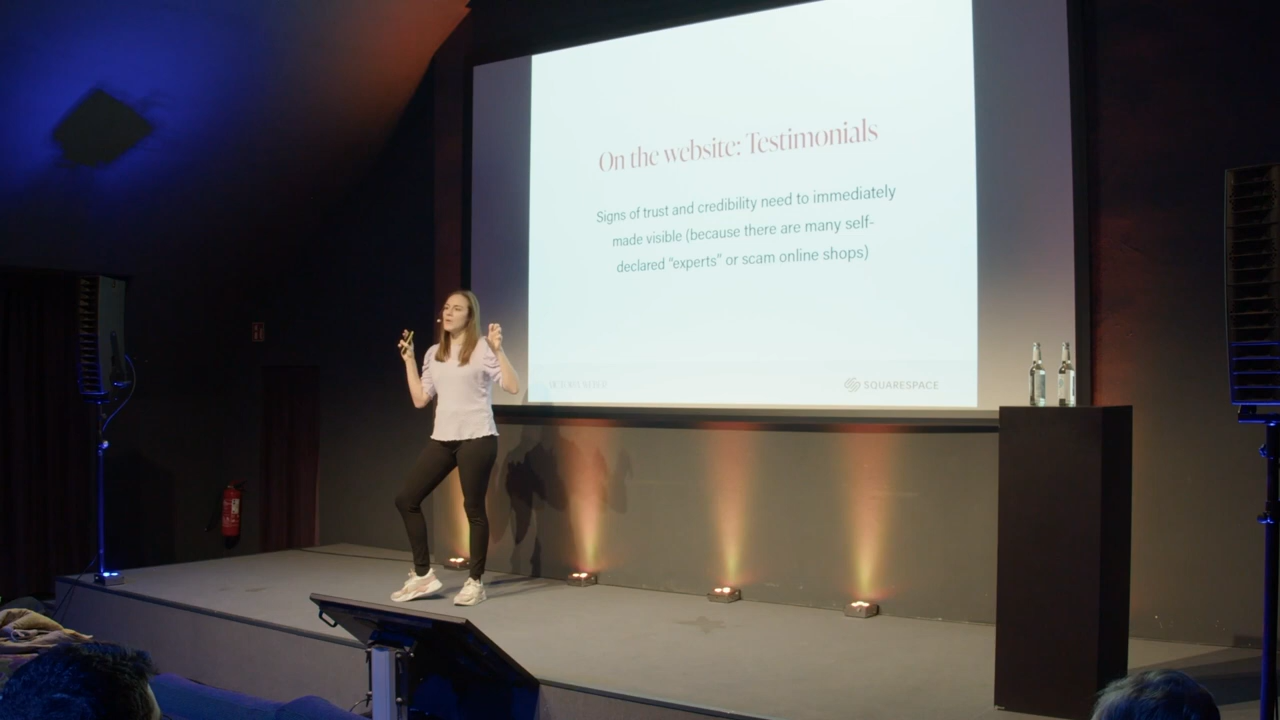 On the website: Testimonials
Signs of trust and credibility need to immediately
made visible (because there are many self-
declared “experts” or scam online shops)
SQUARESPACE